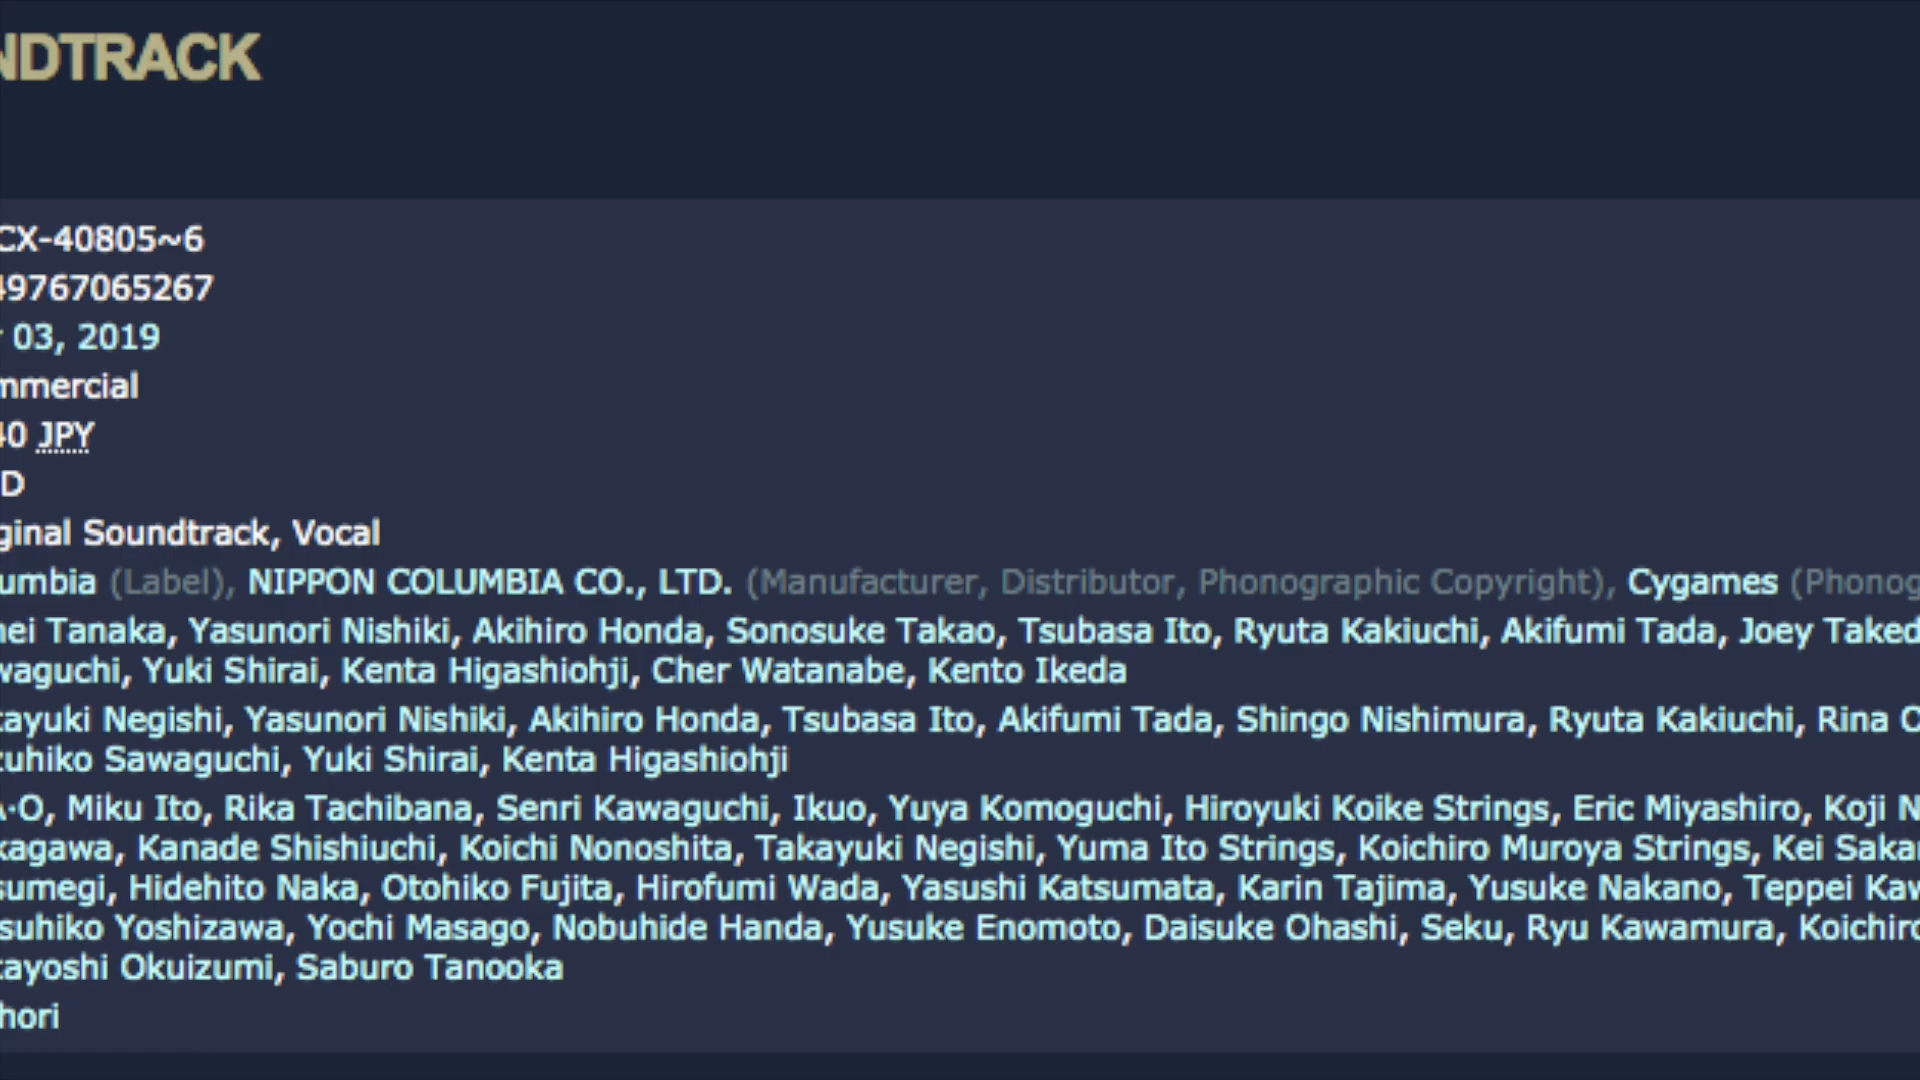 NDTRACK
CX-40805~6
49767065267
03, 2019
mmercial
40 JPY
D
ginal Soundtrack, Vocal
umbia (Label), NIPPON COLUMBIA CO., LTD. (Manufacturer, Distributor, Phonographic Copyright), Cygames (Phonog
hei Tanaka, Yasunori Nishiki, Akihiro Honda, Sonosuke Takao, Tsubasa Ito, Ryuta Kakiuchi, Akifumi Tada, Joey Taked
waguchi, Yuki Shirai, Kenta Higashiohji, Cher Watanabe, Kento Ikeda
kayuki Negishi, Yasunori Nishiki, Akihiro Honda, Tsubasa Ito, Akifumi Tada, Shingo Nishimura, Ryuta Kakiuchi, Rina O
tuhiko Sawaguchi, Yuki Shirai, Kenta Higashiohji
A·O, Miku Ito, Rika Tachibana, Senri Kawaguchi, Ikuo, Yuya Komoguchi, Hiroyuki Koike Strings, Eric Miyashiro, Koji N
kagawa, Kanade Shishiuchi, Koichi Nonoshita, Takayuki Negishi, Yuma Ito Strings, Koichiro Muroya Strings, Kei Sakar
sumegi, Hidehito Naka, Otohiko Fujita, Hirofumi Wada, Yasushi Katsumata, Karin Tajima, Yusuke Nakano, Teppei Kaw
suhiko Yoshizawa, Yochi Masago, Nobuhide Handa, Yusuke Enomoto, Daisuke Ohashi, Seku, Ryu Kawamura, Koichiro
kayoshi Okuizumi, Saburo Tanooka
hori